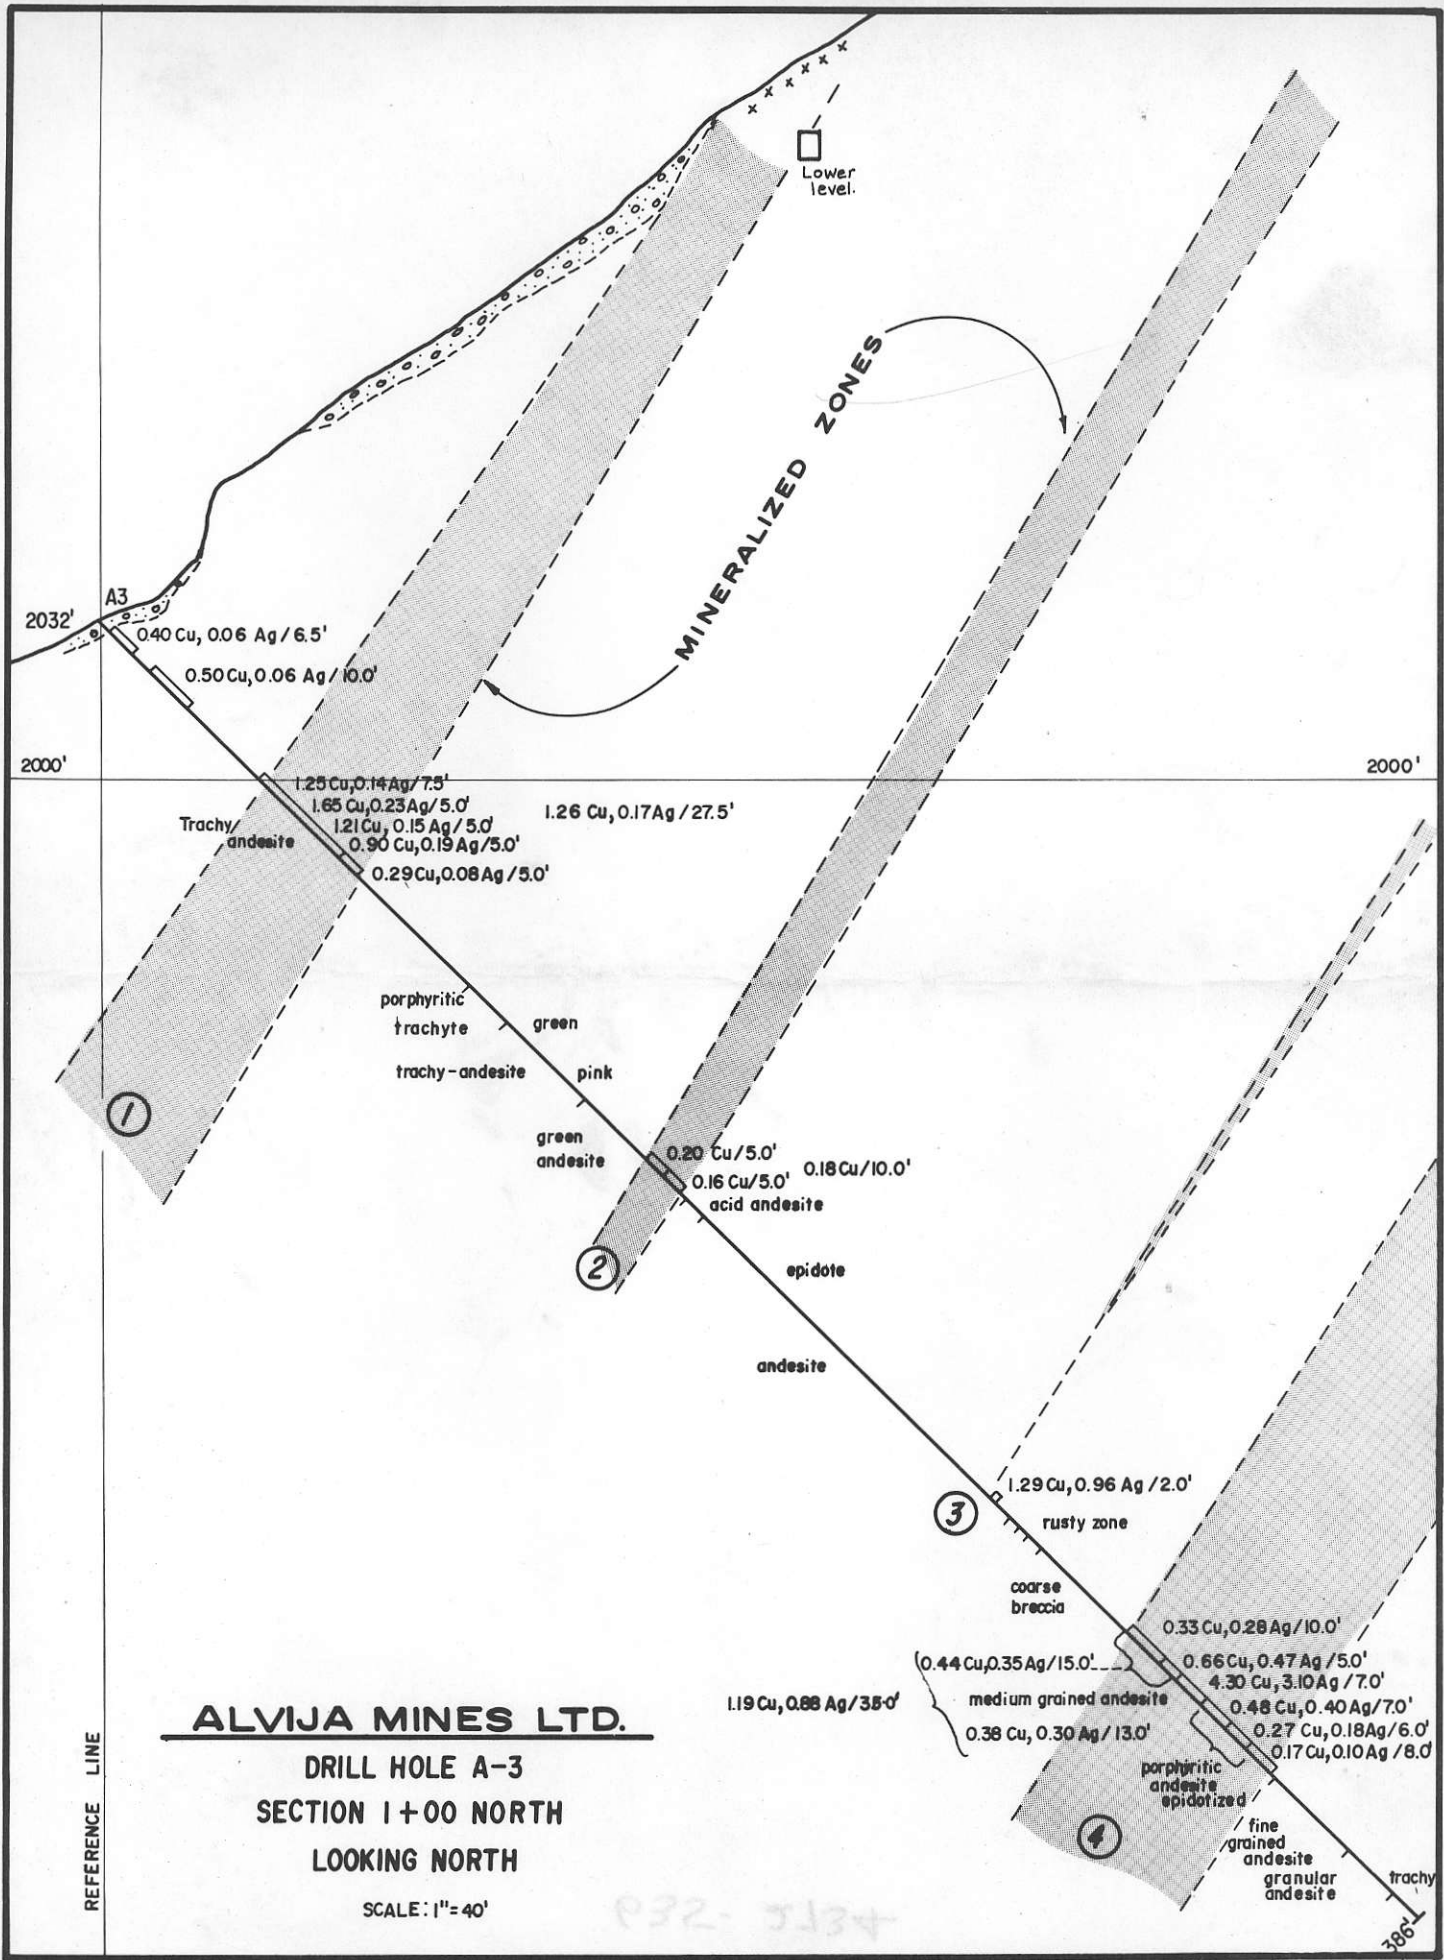 Lower
level.
MINERALIZED ZONES
A3
2032'
0.40 Cu, 0.06 Ag / 6.5'
0.50 Cu, 0.06 Ag / 10.0'
2000'
2000'
1.25 Cu, 0.14 Ag / 7.5'
1.65 Cu, 0.23 Ag / 5.0'
1.26 Cu, 0.17 Ag / 27.5'
1.21 Cu, 0.15 Ag / 5.0'
Trachy
andesite
0.90 Cu, 0.19 Ag / 5.0'
0.29 Cu, 0.08 Ag / 5.0'
porphyritic
trachyte
green
trachy-andesite
pink
1
green
andesite
0.20 Cu / 5.0'
0.16 Cu / 5.0'
0.18 Cu / 10.0'
acid andesite
2
epidote
andesite
1.29 Cu, 0.96 Ag / 2.0'
3
rusty zone
coarse
breccia
0.33 Cu, 0.28 Ag / 10.0'
0.44 Cu, 0.35 Ag / 15.0'
0.66 Cu, 0.47 Ag / 5.0'
4.30 Cu, 3.10 Ag / 7.0'
1.19 Cu, 0.88 Ag / 35.0'
medium grained andesite
0.48 Cu, 0.40 Ag / 7.0'
0.38 Cu, 0.30 Ag / 13.0'
0.27 Cu, 0.18 Ag / 6.0'
0.17 Cu, 0.10 Ag / 8.0'
porphyritic
andesite
epidotized
4
fine
grained
andesite
granular
andesite
trachy
386'
ALVIJA MINES LTD.
DRILL HOLE A-3
SECTION 1+00 NORTH
LOOKING NORTH
SCALE: 1"=40'
REFERENCE LINE